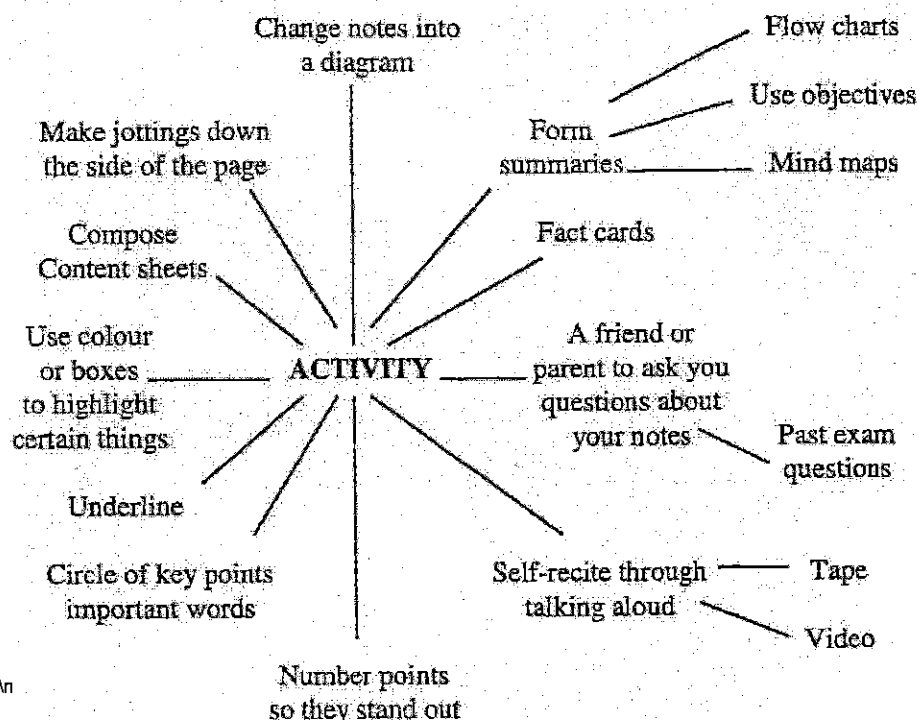 Change notes into
a diagram
Flow charts
Use objectives
Form
summaries
Mind maps
Make jottings down
the side of the page
Fact cards
Compose
Content sheets
Use colour
or boxes
to highlight
certain things
ACTIVITY
A friend or
parent to ask you
questions about
your notes
Past exam
questions
Underline
Circle of key points
important words
Self-recite through
talking aloud
Tape
Video
Number points
so they stand out
An